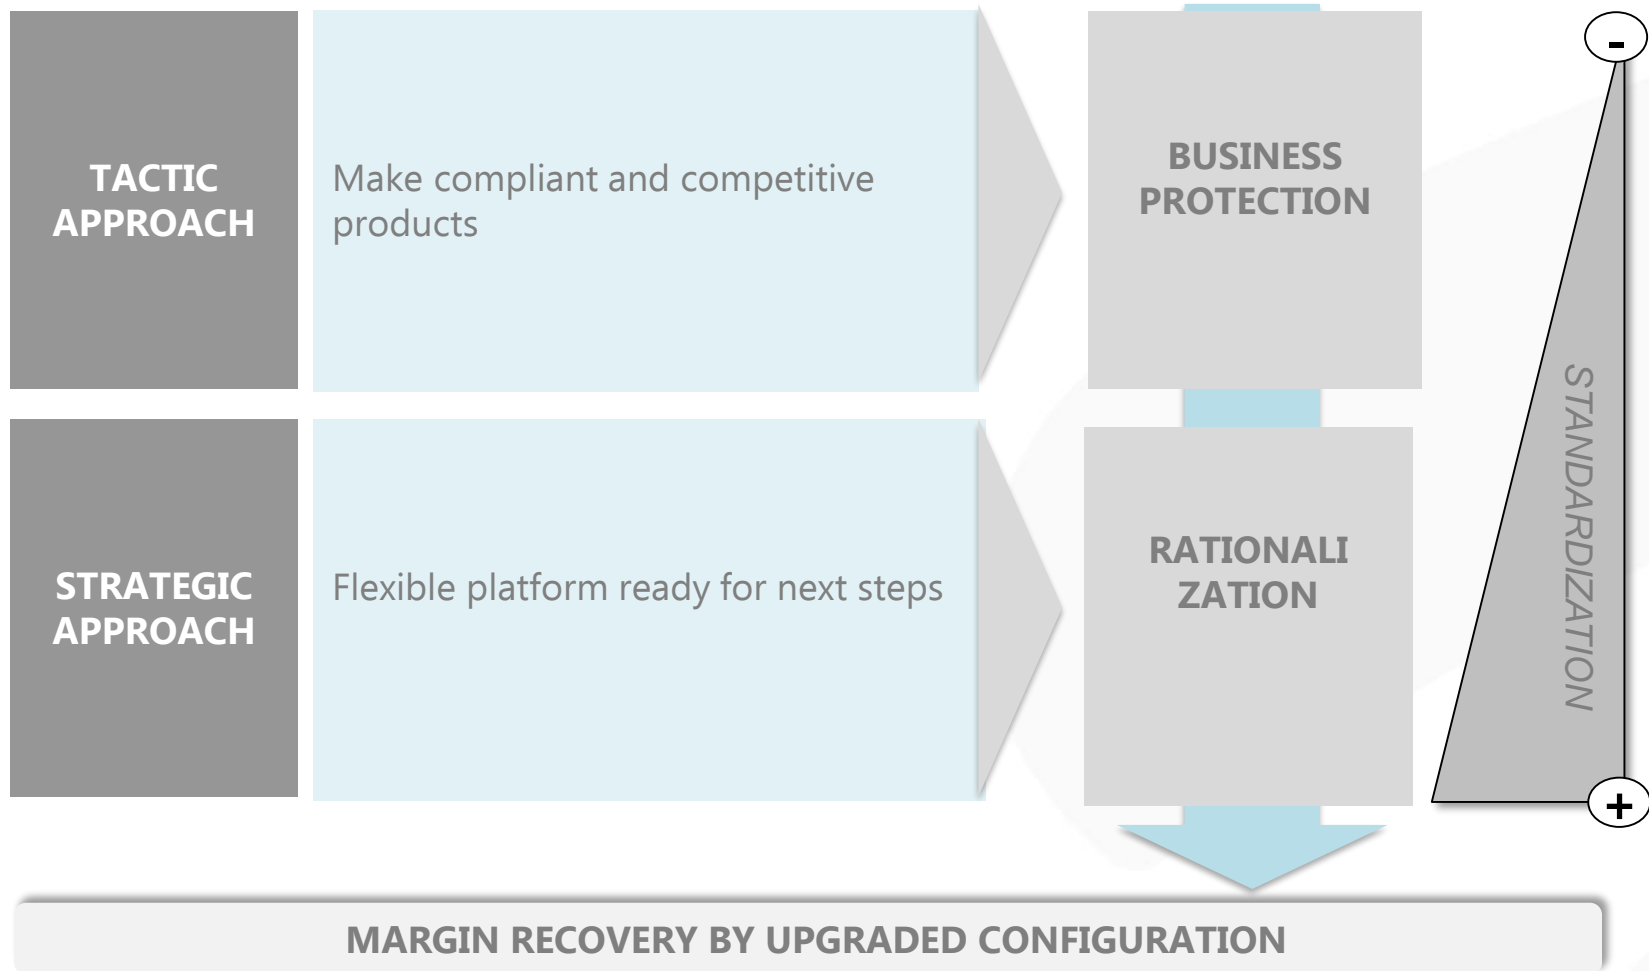 TACTIC
APPROACH
Make compliant and competitive
products
BUSINESS
PROTECTION
-
STANDARDIZATION
STRATEGIC
APPROACH
Flexible platform ready for next steps
RATIONALI
ZATION
+
MARGIN RECOVERY BY UPGRADED CONFIGURATION